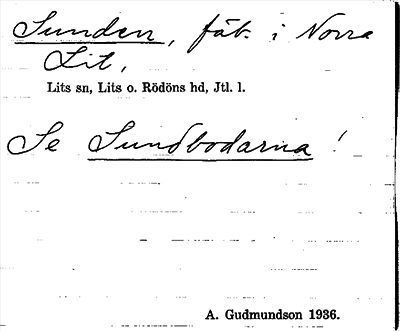 Sunden, fäb. i Norra
Lit,
Lits sn, Lits o. Rödöns hd, Jtl. l.
Se Sundbodarna!
A. Gudmundson 1936.